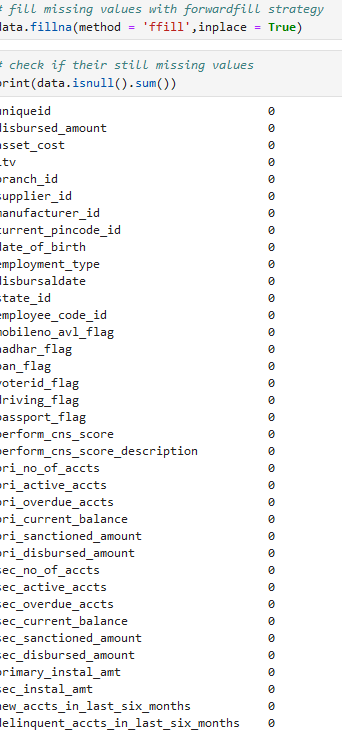 # fill missing values with forwardfill strategy
data.fillna(method = 'ffill',inplace = True)
# check if their still missing values
print(data.isnull().sum())
uniqueid 0
disbursed_amount 0
asset_cost 0
ltv 0
branch_id 0
supplier_id 0
manufacturer_id 0
current_pincode_id 0
date_of_birth 0
employment_type 0
disbursaldate 0
state_id 0
employee_code_id 0
mobileno_avl_flag 0
aadhar_flag 0
pan_flag 0
voterid_flag 0
driving_flag 0
passport_flag 0
perform_cns_score 0
perform_cns_score_description 0
pri_no_of_accts 0
pri_active_accts 0
pri_overdue_accts 0
pri_current_balance 0
pri_sanctioned_amount 0
pri_disbursed_amount 0
sec_no_of_accts 0
sec_active_accts 0
sec_overdue_accts 0
sec_current_balance 0
sec_sanctioned_amount 0
sec_disbursed_amount 0
primary_instal_amt 0
sec_instal_amt 0
new_accts_in_last_six_months 0
delinquent_accts_in_last_six_months 0